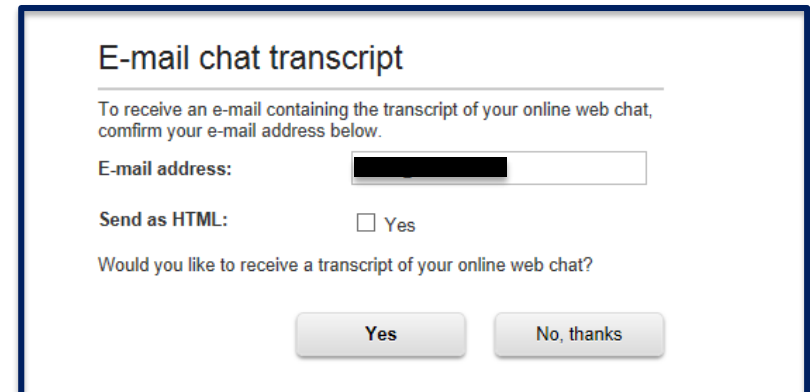 E-mail chat transcript
To receive an e-mail containing the transcript of your online web chat,
comfirm your e-mail address below.
E-mail address:
Send as HTML: Yes
Would you like to receive a transcript of your online web chat?
Yes No, thanks